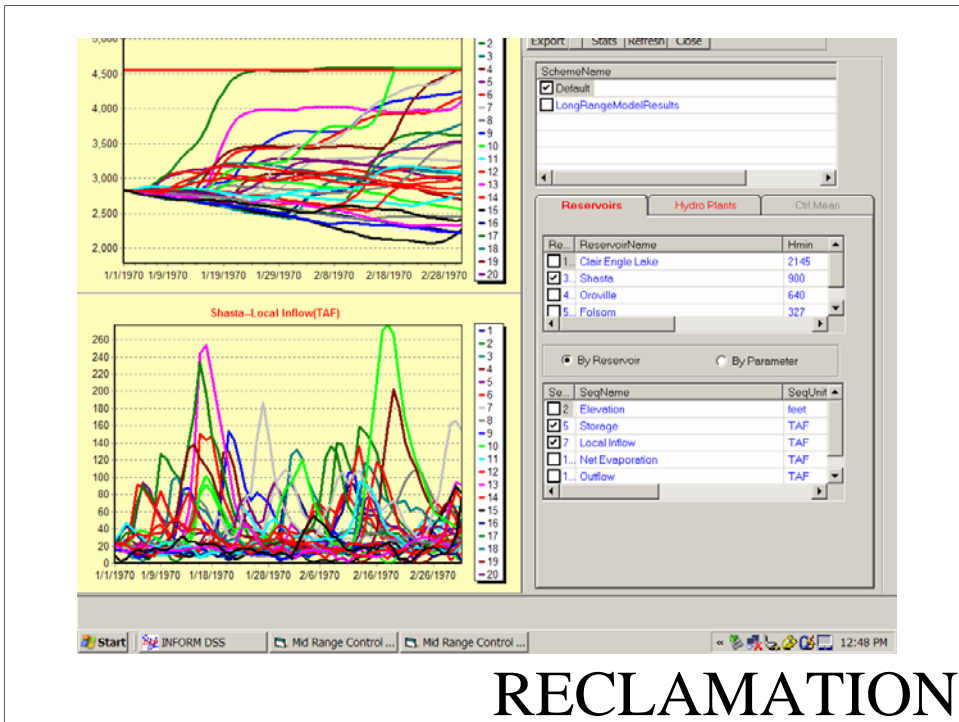 5,000
4,500
4,000
3,500
3,000
2,500
2,000
1/1/1970 1/9/1970 1/19/1970 1/29/1970 2/8/1970 2/18/1970 2/28/1970
2
3
4
5
6
7
8
9
10
11
12
13
14
15
16
17
18
19
20
Shasta--Local Inflow(TAF)
260
240
220
200
180
160
140
120
100
80
60
40
20
0
1/1/1970 1/9/1970 1/18/1970 1/28/1970 2/6/1970 2/16/1970 2/26/1970
1
2
3
4
5
6
7
8
9
10
11
12
13
14
15
16
17
18
19
20
Export Stats Refresh Close
SchemeName
Default
LongRangeModelResults
Reservoirs Hydro Plants Ctrl Mean
Re... ReservoirName Hmin
1... Clair Engle Lake 2145
3... Shasta 900
4... Oroville 640
5... Folsom 327
By Reservoir By Parameter
Se... SeqName SeqUnit
2 Elevation feet
5 Storage TAF
7 Local Inflow TAF
1... Net Evaporation TAF
1... Outflow TAF
Start INFORM DSS Mid Range Control ... Mid Range Control ... « 12:48 PM
RECLAMATION